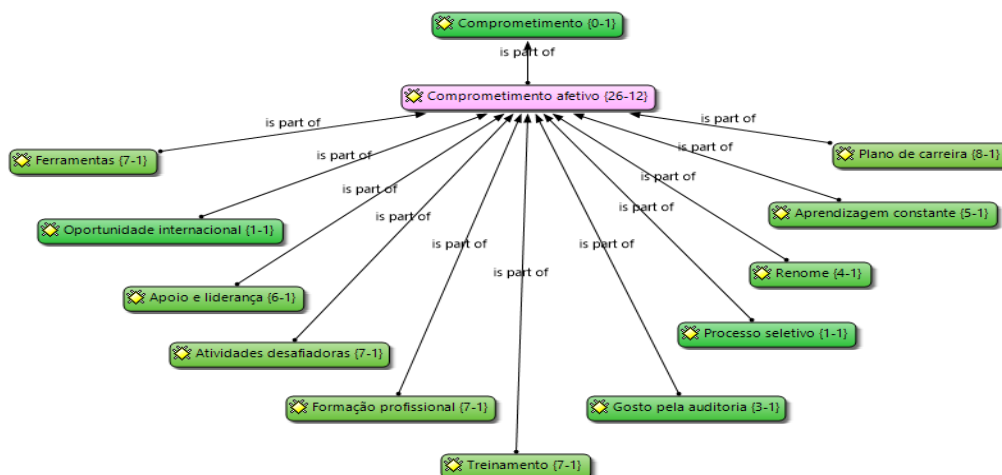 Comprometimento {0-1}
is part of
Comprometimento afetivo {26-12}
is part of
is part of
Ferramentas {7-1}
is part of
is part of
Plano de carreira {8-1}
is part of
is part of
Aprendizagem constante {5-1}
is part of
is part of
Oportunidade internacional {1-1}
is part of
is part of
is part of
Renome {4-1}
is part of
Apoio e liderança {6-1}
Processo seletivo {1-1}
Atividades desafiadoras {7-1}
Formação profissional {7-1}
Gosto pela auditoria {3-1}
Treinamento {7-1}